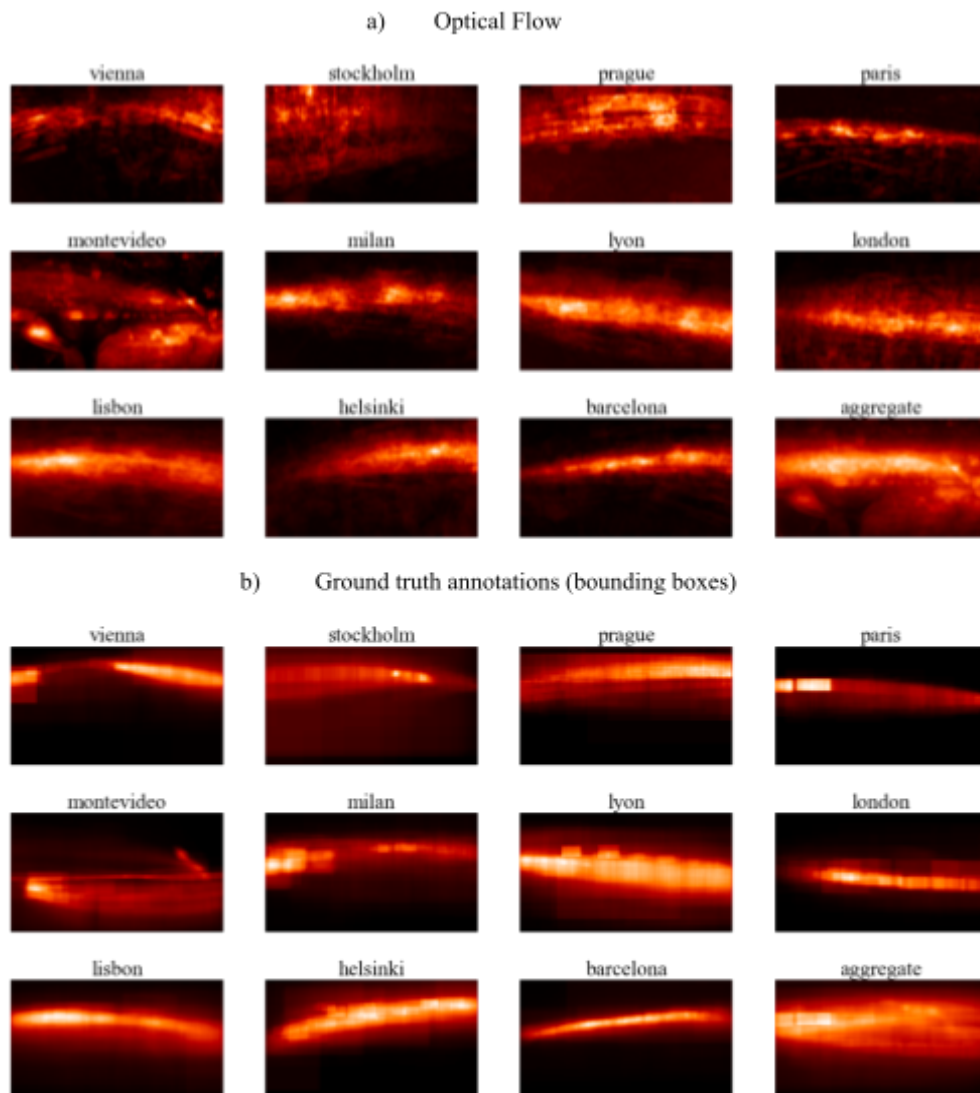 a) Optical Flow
vienna stockholm prague paris
montevideo milan lyon london
lisbon helsinki barcelona aggregate
b) Ground truth annotations (bounding boxes)
vienna stockholm prague paris
montevideo milan lyon london
lisbon helsinki barcelona aggregate